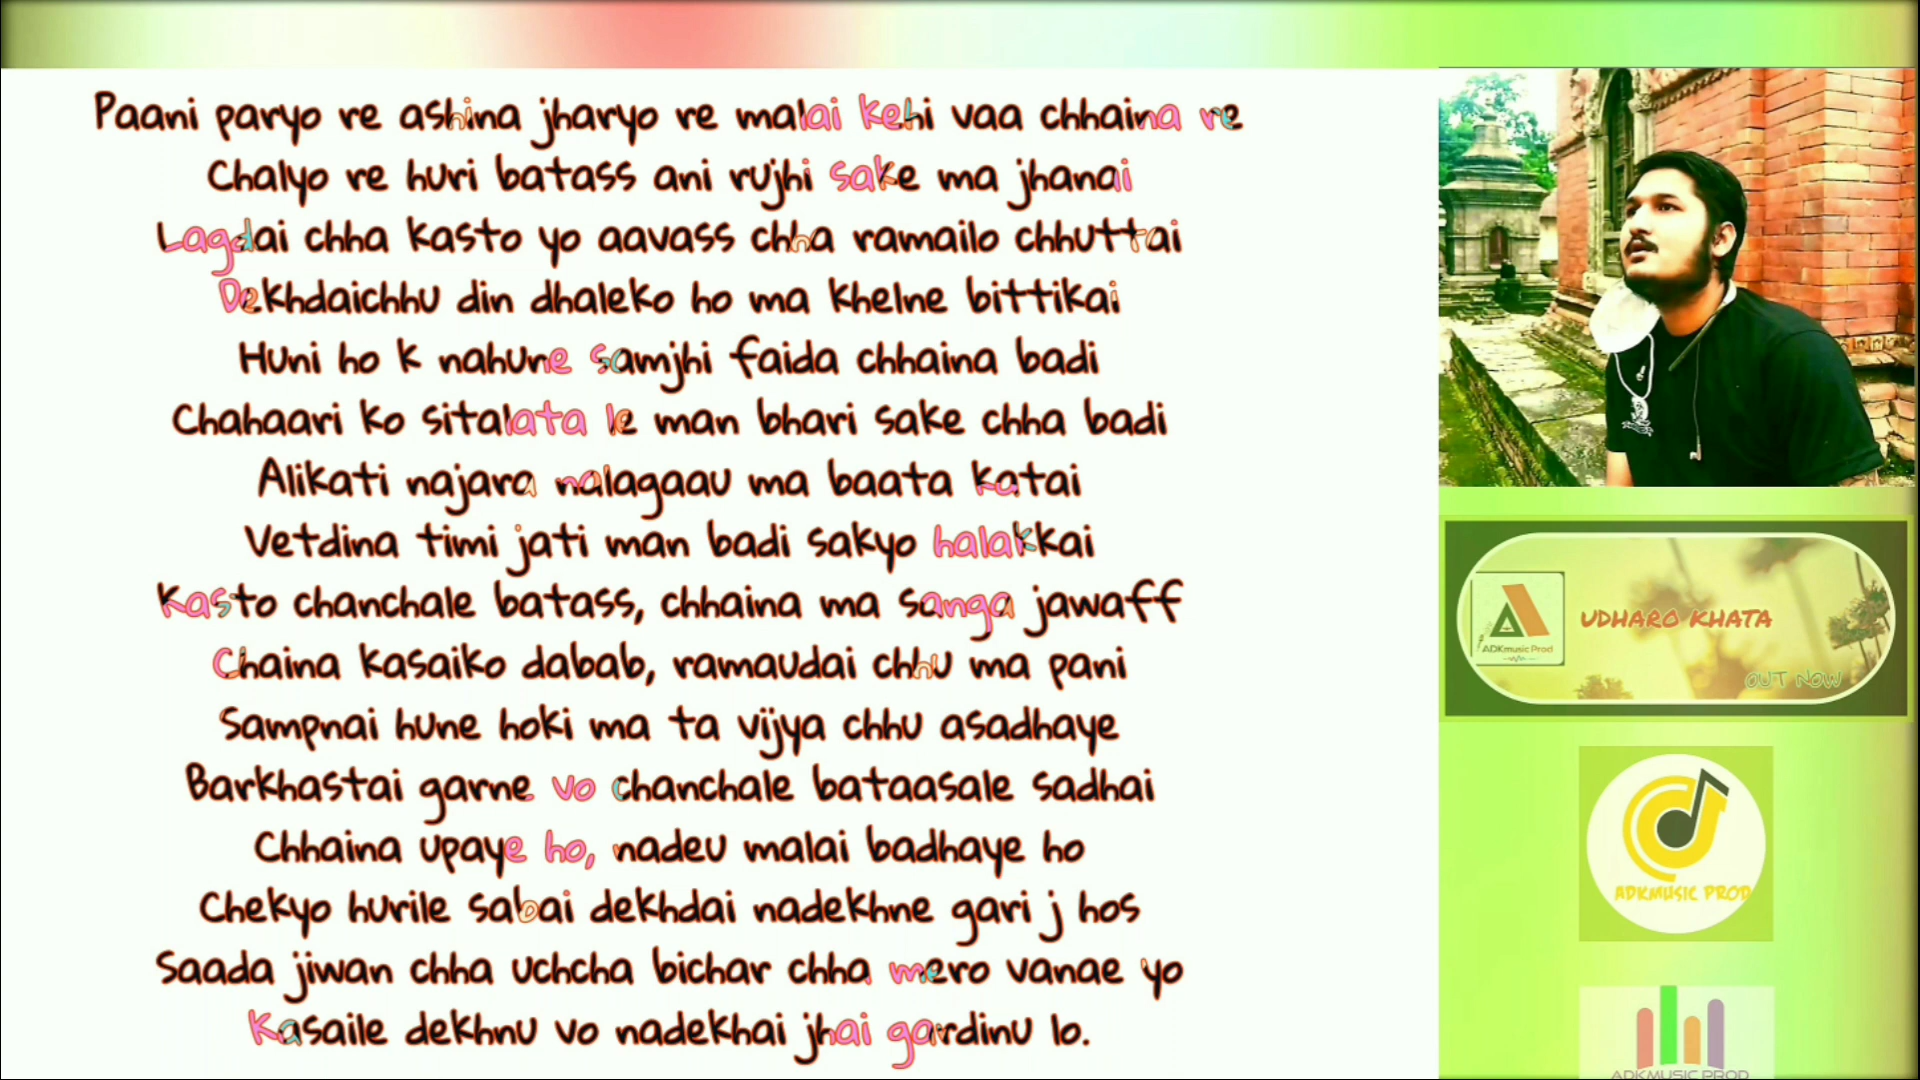 Paani paryo re ashina jharyo re malai kehi vaa chhaina re
Chalyo re huri batass ani rujhi sake ma jhanai
Lagdai chha kasto yo aavass chha ramailo chhuttai
Dekhdaichhu din dhaleko ho ma khelne bittikai
Huni ho k nahune samjhi faida chhaina badi
Chahaari ko sitalata le man bhari sake chha badi
Alikati najara nalagaau ma baata katai
Vetdina timi jati man badi sakyo halakkai
Kasto chanchale batass, chhaina ma sanga jawaff
Chaina kasaiko dabab, ramaudai chhu ma pani
Sampnai hune hoki ma ta vijya chhu asadhaye
Barkhastai garne vo chanchale bataasale sadhai
Chhaina upaye ho, nadeu malai badhaye ho
Chekyo hurile sabai dekhdai nadekhne gari j hos
Saada jiwan chha uchcha bichar chha mero vanae yo
Kasaile dekhnu vo nadekhai jhai gardinu lo.
ADKmusic Prod
UDHARO KHATA
OUT NOW
ADKMUSIC PROD
ADKMUSIC PROD